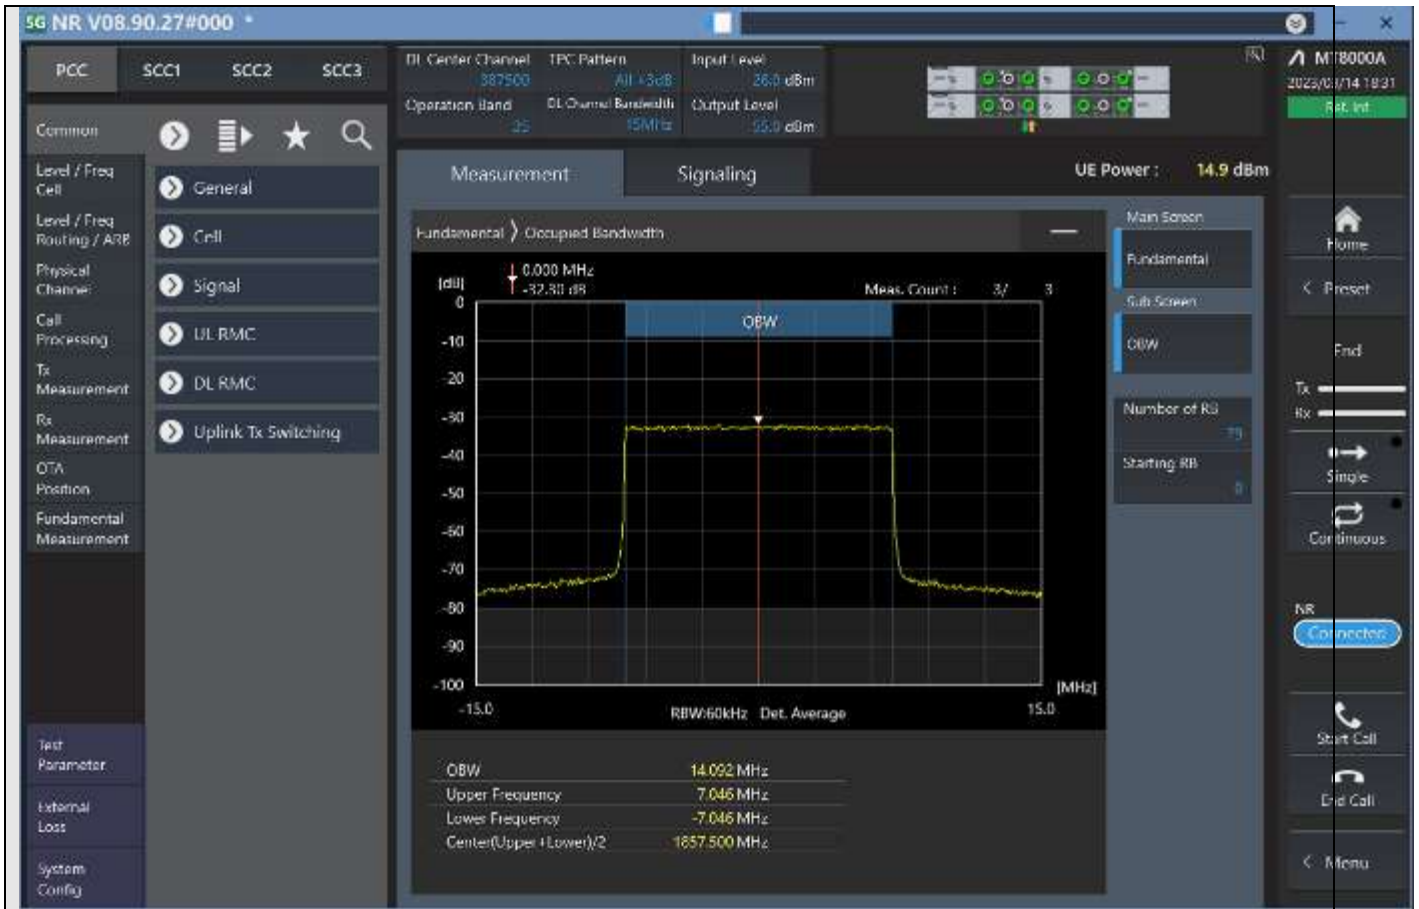 5G NR V08.90.27#000 *
PCC SCC1 SCC2 SCC3
DL Center Channel
387500
TPC Pattern
All +3dB
Input Level
26.0 dBm
Operation Band
25
DL Channel Bandwidth
15MHz
Output Level
-55.0 dBm
MT8000A
2023/03/14 18:31
Common
Level / Freq
Cell
Level / Freq
Routing / ARB
Physical
Channel
Call
Processing
Tx
Measurement
Rx
Measurement
OTA
Position
Fundamental
Measurement
Test
Parameter
External
Loss
System
Config
General
Cell
Signal
UL RMC
DL RMC
Uplink Tx Switching
Measurement Signaling
UE Power : 14.9 dBm
Fundamental > Occupied Bandwidth
[dB]
0.000 MHz
-32.30 dB
Meas. Count : 3/ 3
OBW
0
-10
-20
-30
-40
-50
-60
-70
-80
-90
-100
-15.0
15.0
[MHz]
RBW:60kHz Det. Average
OBW 14.092 MHz
Upper Frequency 7.046 MHz
Lower Frequency -7.046 MHz
Center(Upper+Lower)/2 1857.500 MHz
Main Screen
Fundamental
Sub Screen
OBW
Number of RB
79
Starting RB
0
Home
< Preset
End
Tx
Rx
Single
Continuous
NR
Connected
Start Call
End Call
< Menu